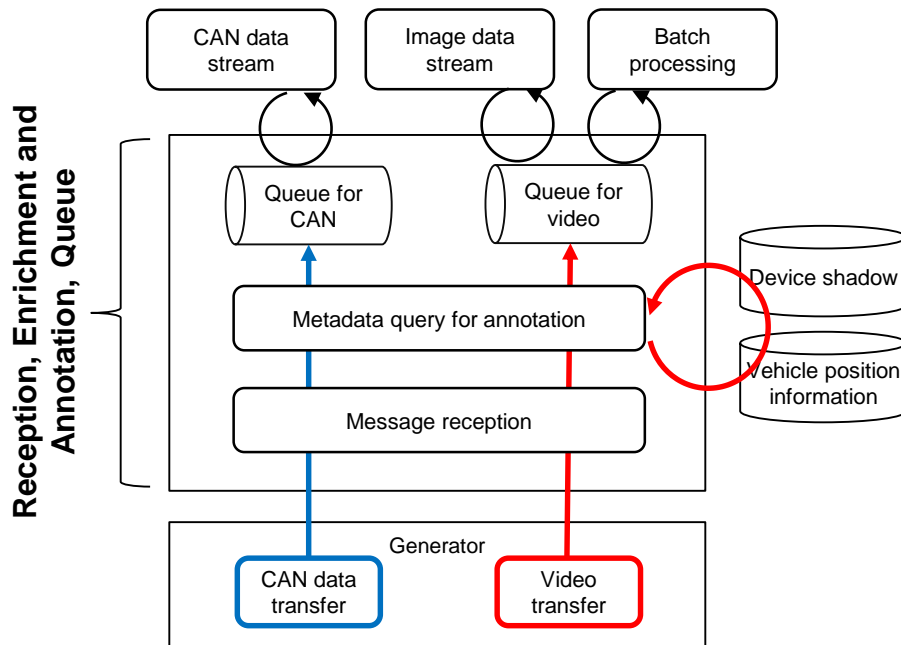 CAN data
stream
Image data
stream
Batch
processing
Reception, Enrichment and
Annotation, Queue
Queue for
CAN
Queue for
video
Device shadow
Metadata query for annotation
Vehicle position
information
Message reception
Generator
CAN data
transfer
Video
transfer